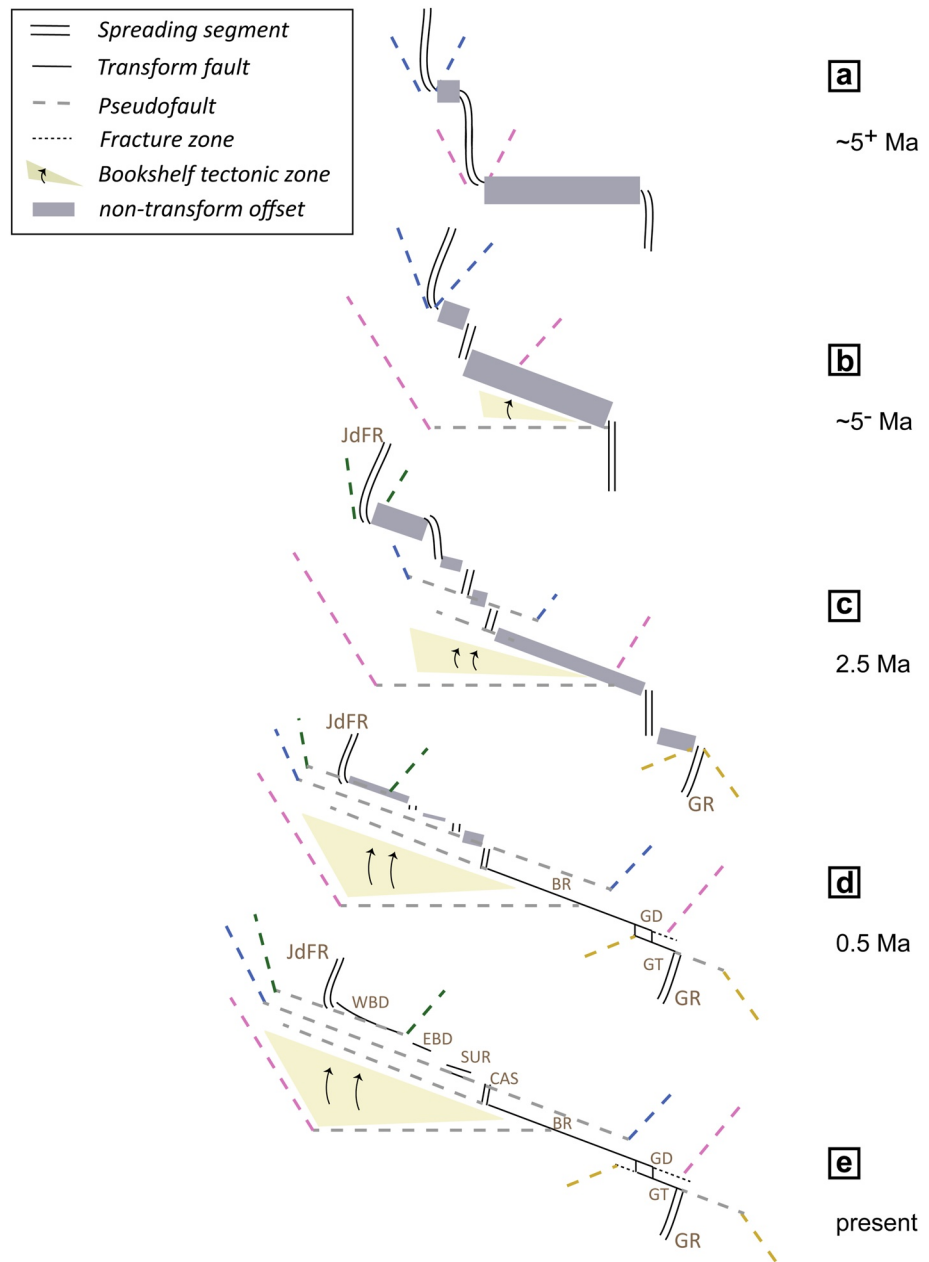 Spreading segment
Transform fault
Pseudofault
Fracture zone
Bookshelf tectonic zone
non-transform offset
a
~5+ Ma
b
~5- Ma
JdFR
c
2.5 Ma
GR
JdFR
d
0.5 Ma
BR
GD
GT
GR
JdFR
WBD
EBD
SUR
CAS
BR
GD
GT
GR
e
present